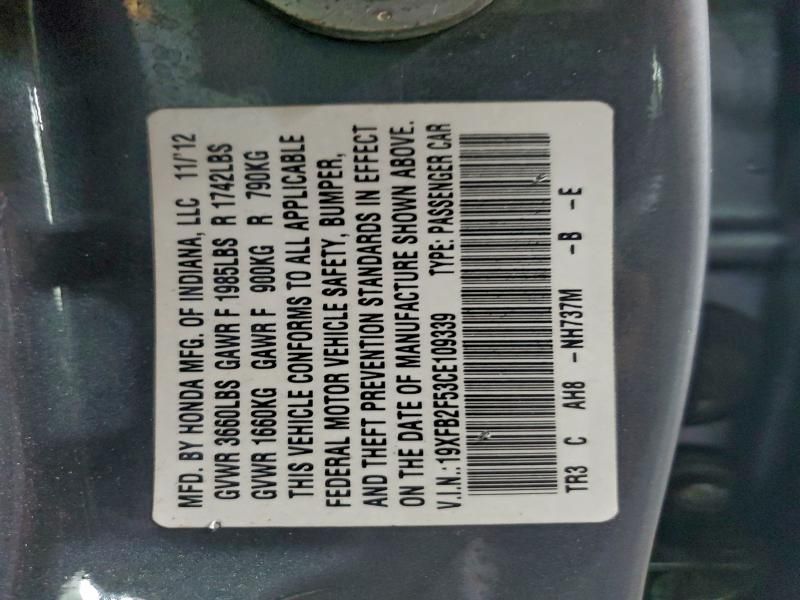 MFD. BY HONDA MFG. OF INDIANA, LLC 11/'12
GVWR 3660LBS GAWR F 1985LBS R 1742LBS
GVWR 1660KG GAWR F 900KG R 790KG
THIS VEHICLE CONFORMS TO ALL APPLICABLE
FEDERAL MOTOR VEHICLE SAFETY, BUMPER,
AND THEFT PREVENTION STANDARDS IN EFFECT
ON THE DATE OF MANUFACTURE SHOWN ABOVE.
V.I.N.:19XFB2F53CE109339 TYPE: PASSENGER CAR
TR3 C AH8 -NH737M -B -E